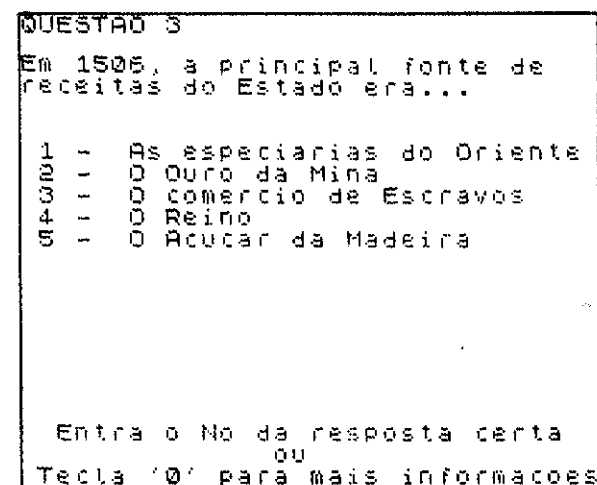 QUESTAO 3
Em 1506, a principal fonte de
receitas do Estado era...
1 - As especiarias do Oriente
2 - O Ouro da Mina
3 - O comercio de Escravos
4 - O Reino
5 - O Acucar da Madeira
Entra o No da resposta certa
ou
Tecla '0' para mais informacoes